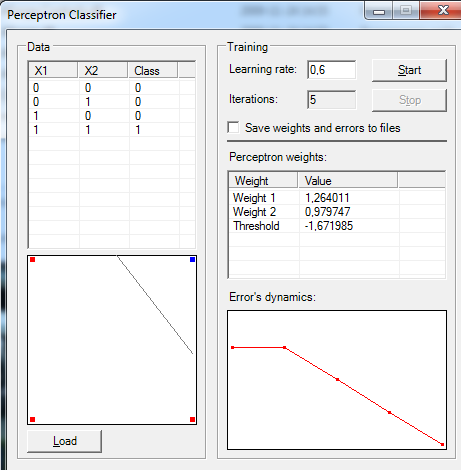 Perceptron Classifier
Data
X1 X2 Class
0 0 0
0 1 0
1 0 0
1 1 1
Load
Training
Learning rate: 0,6 Start
Iterations: 5 Stop
Save weights and errors to files
Perceptron weights:
Weight Value
Weight 1 1,264011
Weight 2 0,979747
Threshold -1,671985
Error's dynamics: